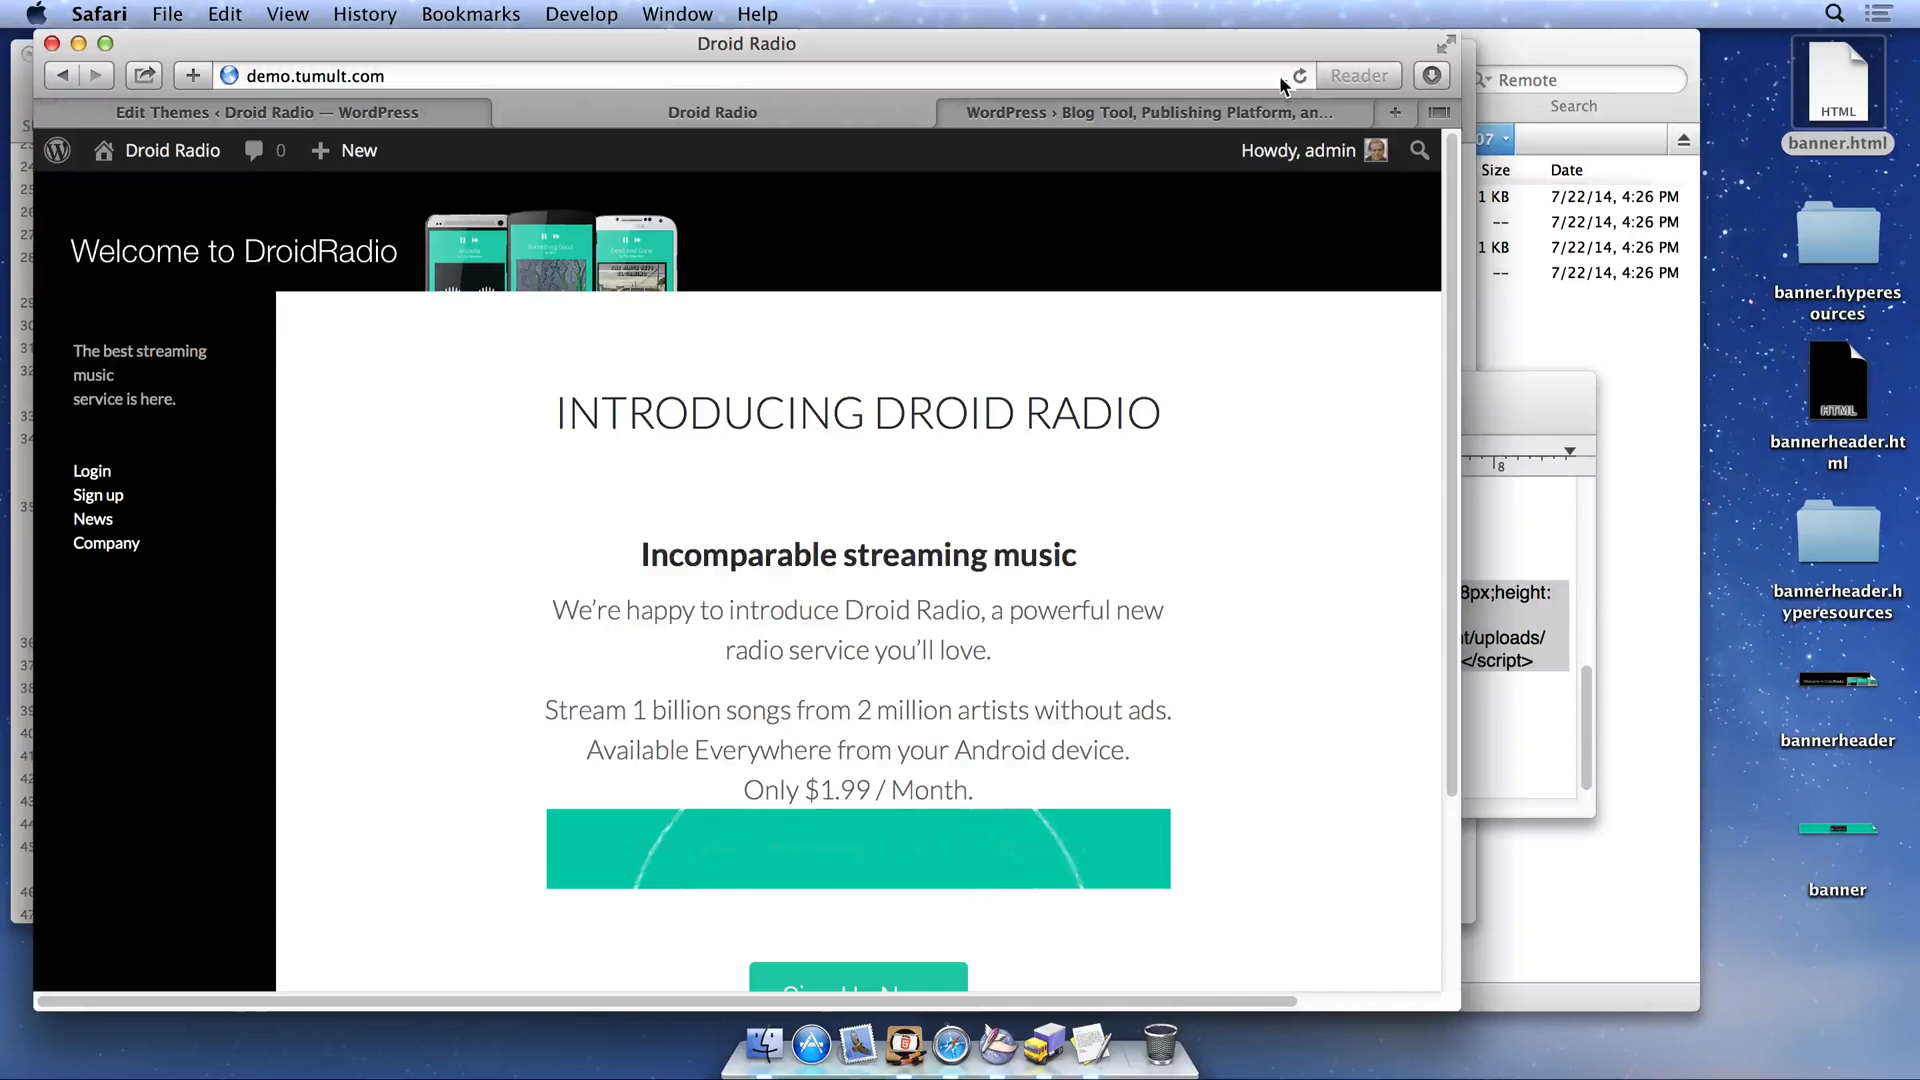 Safari File Edit View History Bookmarks Develop Window Help
Droid Radio
demo.tumult.com
Reader
Remote
Search
Edit Themes ‹ Droid Radio — WordPress
Droid Radio
WordPress › Blog Tool, Publishing Platform, an...
07
Droid Radio 0 New
Howdy, admin
Size Date
1 KB 7/22/14, 4:26 PM
-- 7/22/14, 4:26 PM
1 KB 7/22/14, 4:26 PM
-- 7/22/14, 4:26 PM
Welcome to DroidRadio
The best streaming
music
service is here.
Login
Sign up
News
Company
INTRODUCING DROID RADIO
Incomparable streaming music
We're happy to introduce Droid Radio, a powerful new
radio service you'll love.
Stream 1 billion songs from 2 million artists without ads.
Available Everywhere from your Android device.
Only $1.99 / Month.
8
8px;height:
nt/uploads/
</script>
HTML
banner.html
banner.hyperes
ources
HTML
bannerheader.ht
ml
bannerheader.h
yperesources
bannerheader
banner